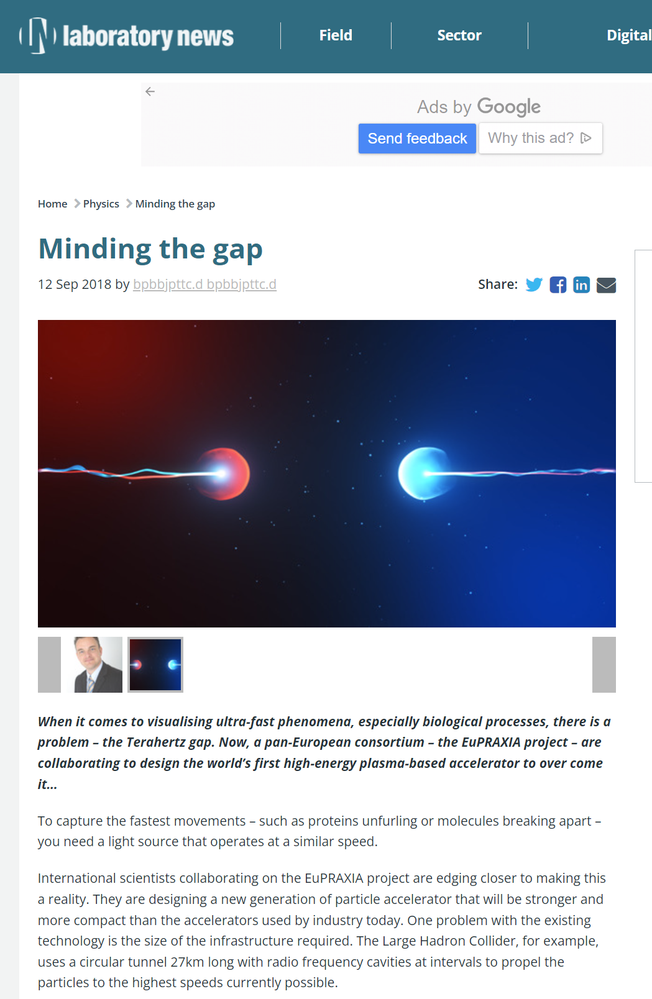 laboratory news
Field
Sector
Digital
Ads by Google
Send feedback
Why this ad?
Home
Physics
Minding the gap
Minding the gap
12 Sep 2018 by bpbbjpttc.d bpbbjpttc.d
Share:
When it comes to visualising ultra-fast phenomena, especially biological processes, there is a
problem – the Terahertz gap. Now, a pan-European consortium – the EuPRAXIA project – are
collaborating to design the world’s first high-energy plasma-based accelerator to over come
it...
To capture the fastest movements – such as proteins unfurling or molecules breaking apart –
you need a light source that operates at a similar speed.
International scientists collaborating on the EuPRAXIA project are edging closer to making this
a reality. They are designing a new generation of particle accelerator that will be stronger and
more compact than the accelerators used by industry today. One problem with the existing
technology is the size of the infrastructure required. The Large Hadron Collider, for example,
uses a circular tunnel 27km long with radio frequency cavities at intervals to propel the
particles to the highest speeds currently possible.